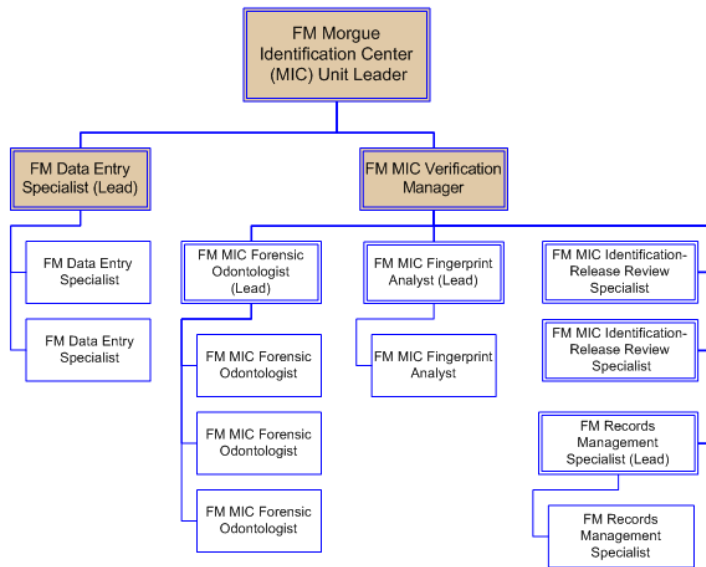 FM Morgue
Identification Center
(MIC) Unit Leader
FM Data Entry
Specialist (Lead)
FM MIC Verification
Manager
FM Data Entry
Specialist
FM Data Entry
Specialist
FM MIC Forensic
Odontologist
(Lead)
FM MIC Forensic
Odontologist
FM MIC Forensic
Odontologist
FM MIC Forensic
Odontologist
FM MIC Fingerprint
Analyst (Lead)
FM MIC Fingerprint
Analyst
FM MIC Identification-
Release Review
Specialist
FM MIC Identification-
Release Review
Specialist
FM Records
Management
Specialist (Lead)
FM Records
Management
Specialist